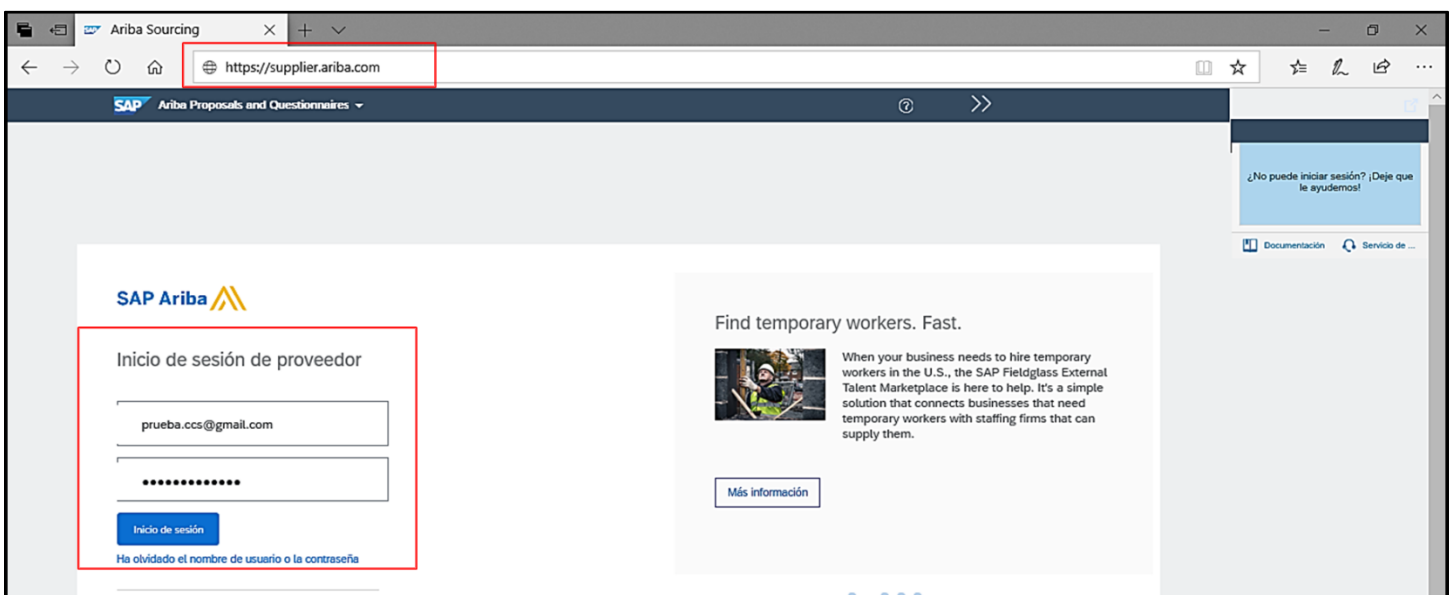 Ariba Sourcing
https://supplier.ariba.com
SAP Ariba Proposals and Questionnaires
¿No puede iniciar sesión? ¡Deje que
le ayudemos!
Documentación Servicio de ...
SAP Ariba
Inicio de sesión de proveedor
prueba.ccs@gmail.com
Inicio de sesión
Ha olvidado el nombre de usuario o la contraseña
Find temporary workers. Fast.
When your business needs to hire temporary
workers in the U.S., the SAP Fieldglass External
Talent Marketplace is here to help. It's a simple
solution that connects businesses that need
temporary workers with staffing firms that can
supply them.
Más información